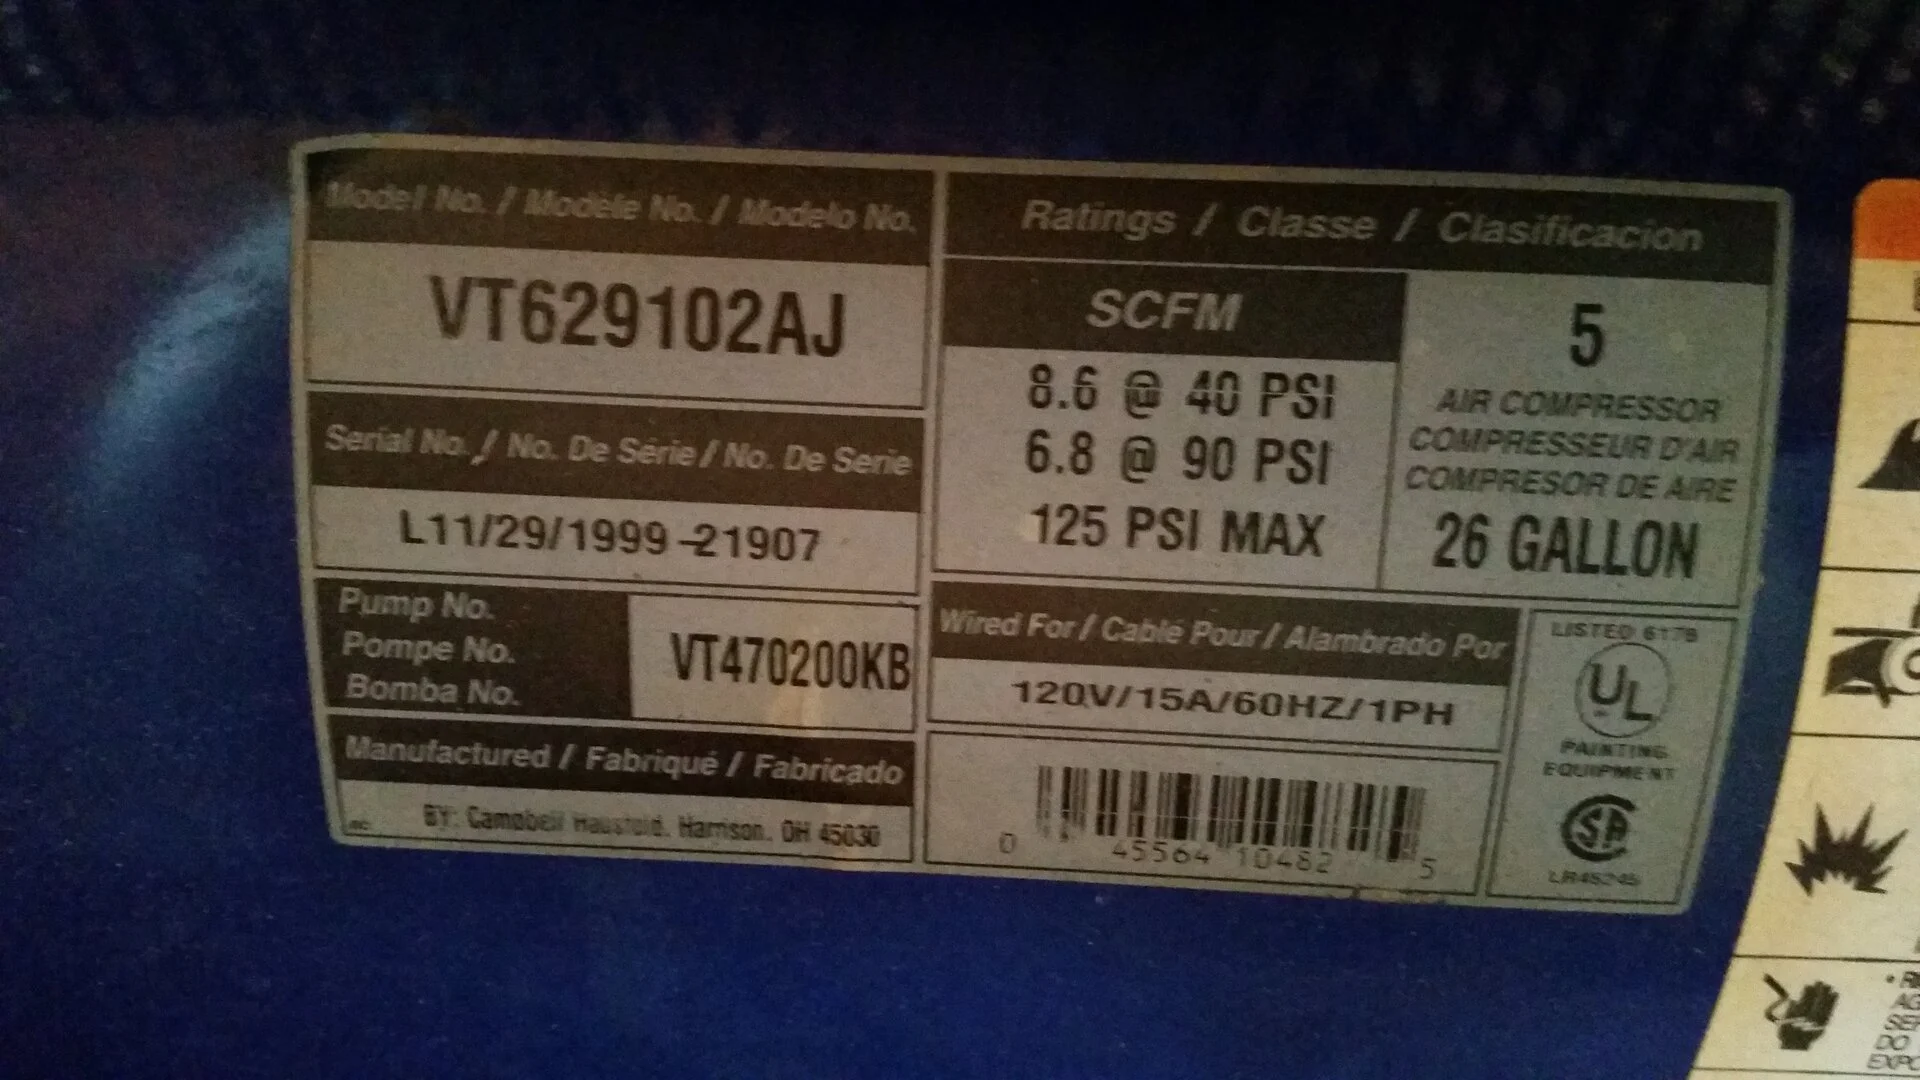 Model No. / Modèle No. / Modelo No.
VT629102AJ
Serial No. / No. De Série / No. De Serie
L11/29/1999-21907
Pump No.
Pompe No.
Bomba No.
VT470200KB
Manufactured / Fabriqué / Fabricado
BY: Campbell Hausfeld, Harrison, OH 45030
Ratings / Classe / Clasificacion
SCFM
8.6 @ 40 PSI
6.8 @ 90 PSI
125 PSI MAX
5
AIR COMPRESSOR
COMPRESSEUR D'AIR
COMPRESOR DE AIRE
26 GALLON
Wired For / Cablé Pour / Alambrado Por
120V/15A/60HZ/1PH
0 45564 10482 5
LISTED 6178
UL
PAINTING
EQUIPMENT
SA
LR45245
DO